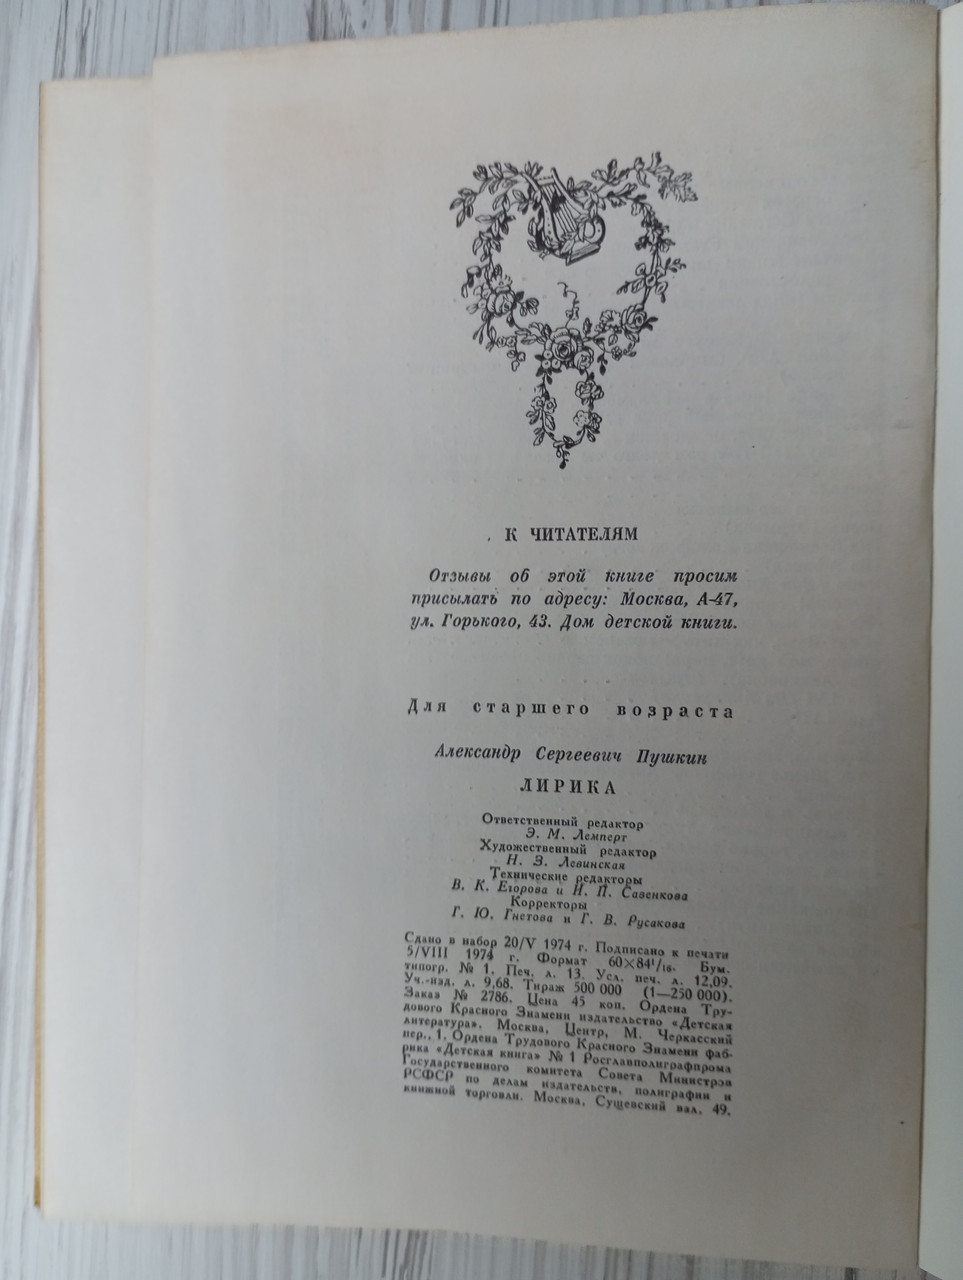 К ЧИТАТЕЛЯМ
Отзывы об этой книге просим
присылать по адресу: Москва, А-47,
ул. Горького, 43. Дом детской книги.
Для старшего возраста
Александр Сергеевич Пушкин
ЛИРИКА
Ответственный редактор
Э. М. Лемперт
Художественный редактор
Н. З. Левинская
Технические редакторы
В. К. Егорова и И. П. Савенкова
Корректоры
Г. Ю. Гнетова и Г. В. Русакова
Сдано в набор 20/V 1974 г. Подписано к печати
5/VIII 1974 г. Формат 60×84¹/₁₆. Бум.
типогр. № 1. Печ. л. 13. Усл. печ. л. 12,09.
Уч.-изд. л. 9,68. Тираж 500 000 (1—250 000).
Заказ № 2786. Цена 45 коп. Ордена Тру-
дового Красного Знамени издательство «Детская
литература». Москва, Центр, М. Черкасский
пер., 1. Ордена Трудового Красного Знамени фаб-
рика «Детская книга» № 1 Росглавполиграфпрома
Государственного комитета Совета Министров
РСФСР по делам издательств, полиграфии и
книжной торговли. Москва, Сущевский вал, 49.